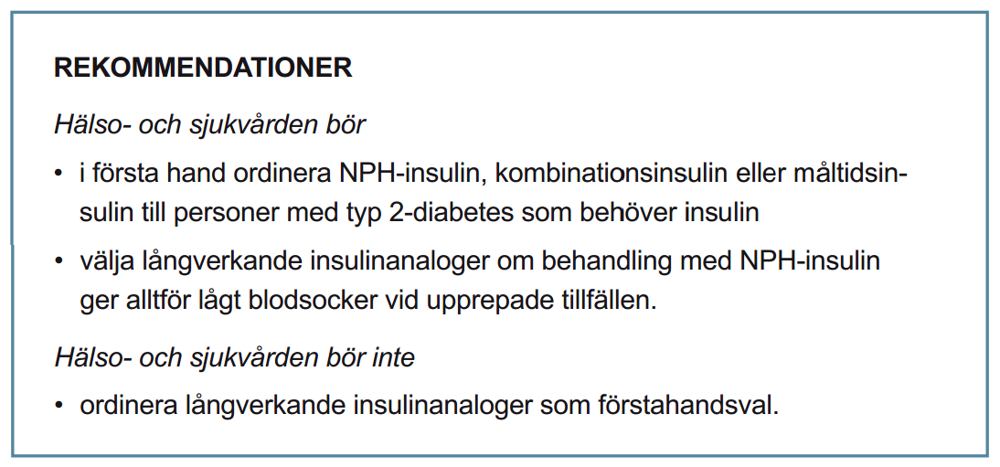 REKOMMENDATIONER
Hälso- och sjukvården bör
• i första hand ordinera NPH-insulin, kombinationsinsulin eller måltidsin-
sulin till personer med typ 2-diabetes som behöver insulin
• välja långverkande insulinanaloger om behandling med NPH-insulin
ger alltför lågt blodsocker vid upprepade tillfällen.
Hälso- och sjukvården bör inte
• ordinera långverkande insulinanaloger som förstahandsval.